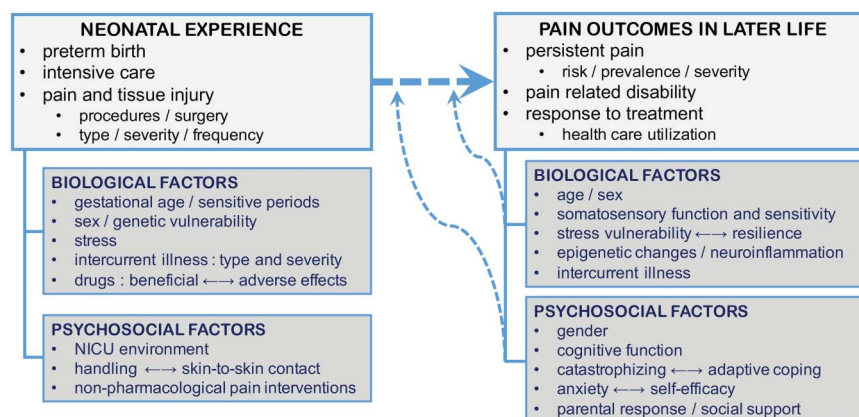 NEONATAL EXPERIENCE
• preterm birth
• intensive care
• pain and tissue injury
• procedures / surgery
• type / severity / frequency
BIOLOGICAL FACTORS
• gestational age / sensitive periods
• sex / genetic vulnerability
• stress
• intercurrent illness : type and severity
• drugs : beneficial ←→ adverse effects
PSYCHOSOCIAL FACTORS
• NICU environment
• handling ←→ skin-to-skin contact
• non-pharmacological pain interventions
PAIN OUTCOMES IN LATER LIFE
• persistent pain
• risk / prevalence / severity
• pain related disability
• response to treatment
• health care utilization
BIOLOGICAL FACTORS
• age / sex
• somatosensory function and sensitivity
• stress vulnerability ←→ resilience
• epigenetic changes / neuroinflammation
• intercurrent illness
PSYCHOSOCIAL FACTORS
• gender
• cognitive function
• catastrophizing ←→ adaptive coping
• anxiety ←→ self-efficacy
• parental response / social support